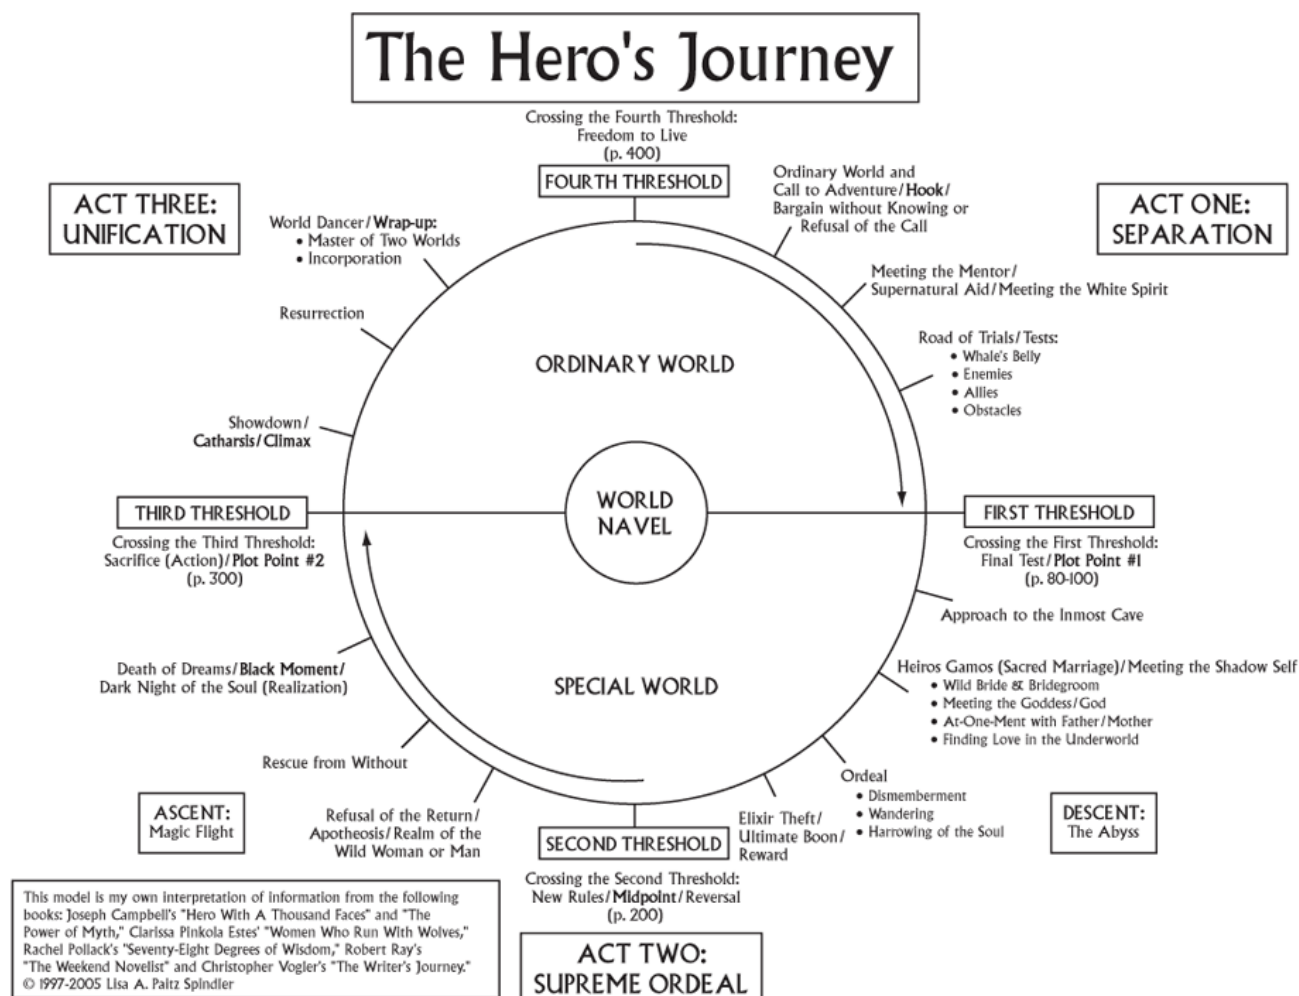 The Hero's Journey
Crossing the Fourth Threshold:
Freedom to Live
(p. 400)
FOURTH THRESHOLD
ACT ONE:
SEPARATION
Ordinary World and
Call to Adventure/Hook/
Bargain without Knowing or
Refusal of the Call
Meeting the Mentor/
Supernatural Aid/Meeting the White Spirit
Road of Trials/Tests:
• Whale's Belly
• Enemies
• Allies
• Obstacles
FIRST THRESHOLD
Crossing the First Threshold:
Final Test/Plot Point #1
(p. 80-100)
Approach to the Inmost Cave
Heiros Gamos (Sacred Marriage)/Meeting the Shadow Self
• Wild Bride & Bridegroom
• Meeting the Goddess/God
• At-One-Ment with Father/Mother
• Finding Love in the Underworld
Ordeal
• Dismemberment
• Wandering
• Harrowing of the Soul
DESCENT:
The Abyss
Elixir Theft/
Ultimate Boon/
Reward
SECOND THRESHOLD
Crossing the Second Threshold:
New Rules/Midpoint/Reversal
(p. 200)
ACT TWO:
SUPREME ORDEAL
Refusal of the Return/
Apotheosis/Realm of the
Wild Woman or Man
ASCENT:
Magic Flight
Rescue from Without
Death of Dreams/Black Moment/
Dark Night of the Soul (Realization)
THIRD THRESHOLD
Crossing the Third Threshold:
Sacrifice (Action)/Plot Point #2
(p. 300)
Showdown/
Catharsis/Climax
Resurrection
World Dancer/Wrap-up:
• Master of Two Worlds
• Incorporation
ACT THREE:
UNIFICATION
ORDINARY WORLD
WORLD
NAVEL
SPECIAL WORLD
This model is my own interpretation of information from the following
books: Joseph Campbell's "Hero With A Thousand Faces" and "The
Power of Myth," Clarissa Pinkola Estes' "Women Who Run With Wolves,"
Rachel Pollack's "Seventy-Eight Degrees of Wisdom," Robert Ray's
"The Weekend Novelist" and Christopher Vogler's "The Writer's Journey."
© 1997-2005 Lisa A. Paitz Spindler